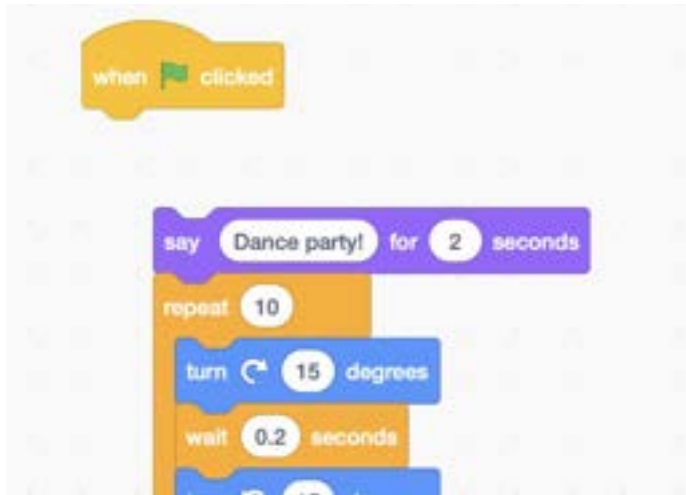 when clicked
say Dance party! for 2 seconds
repeat 10
turn 15 degrees
wait 0.2 seconds